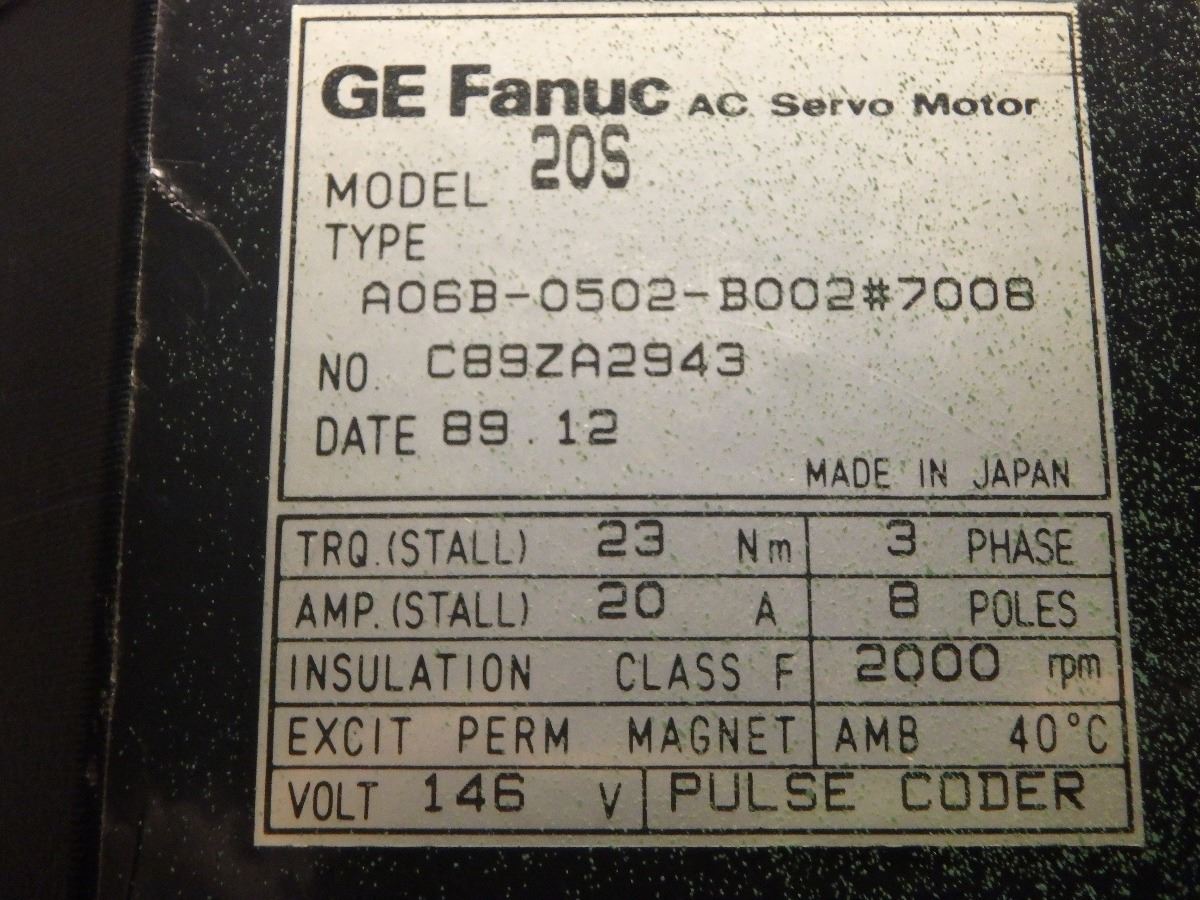 GE Fanuc AC Servo Motor
MODEL 20S
TYPE
A06B-0502-B002#7008
NO. C89ZA2943
DATE 89.12
MADE IN JAPAN
TRQ.(STALL) 23 Nm 3 PHASE
AMP.(STALL) 20 A 8 POLES
INSULATION CLASS F 2000 rpm
EXCIT PERM MAGNET AMB 40°C
VOLT 146 V PULSE CODER